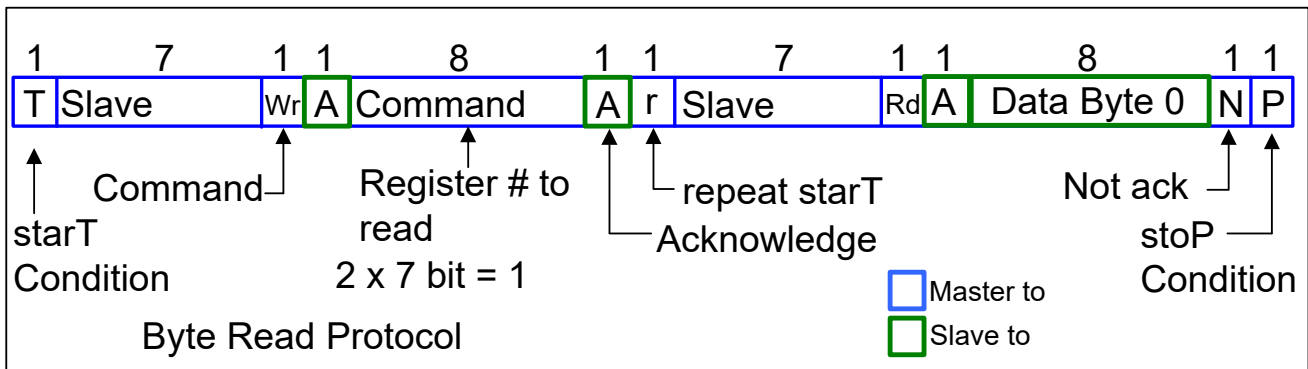 1 7 1 1 8 1 1 7 1 1 8 1 1
T Slave Wr A Command A r Slave Rd A Data Byte 0 N P
Command
Register # to
read
2 x 7 bit = 1
repeat starT
Acknowledge
Not ack
starT
Condition
stoP
Condition
Master to
Slave to
Byte Read Protocol